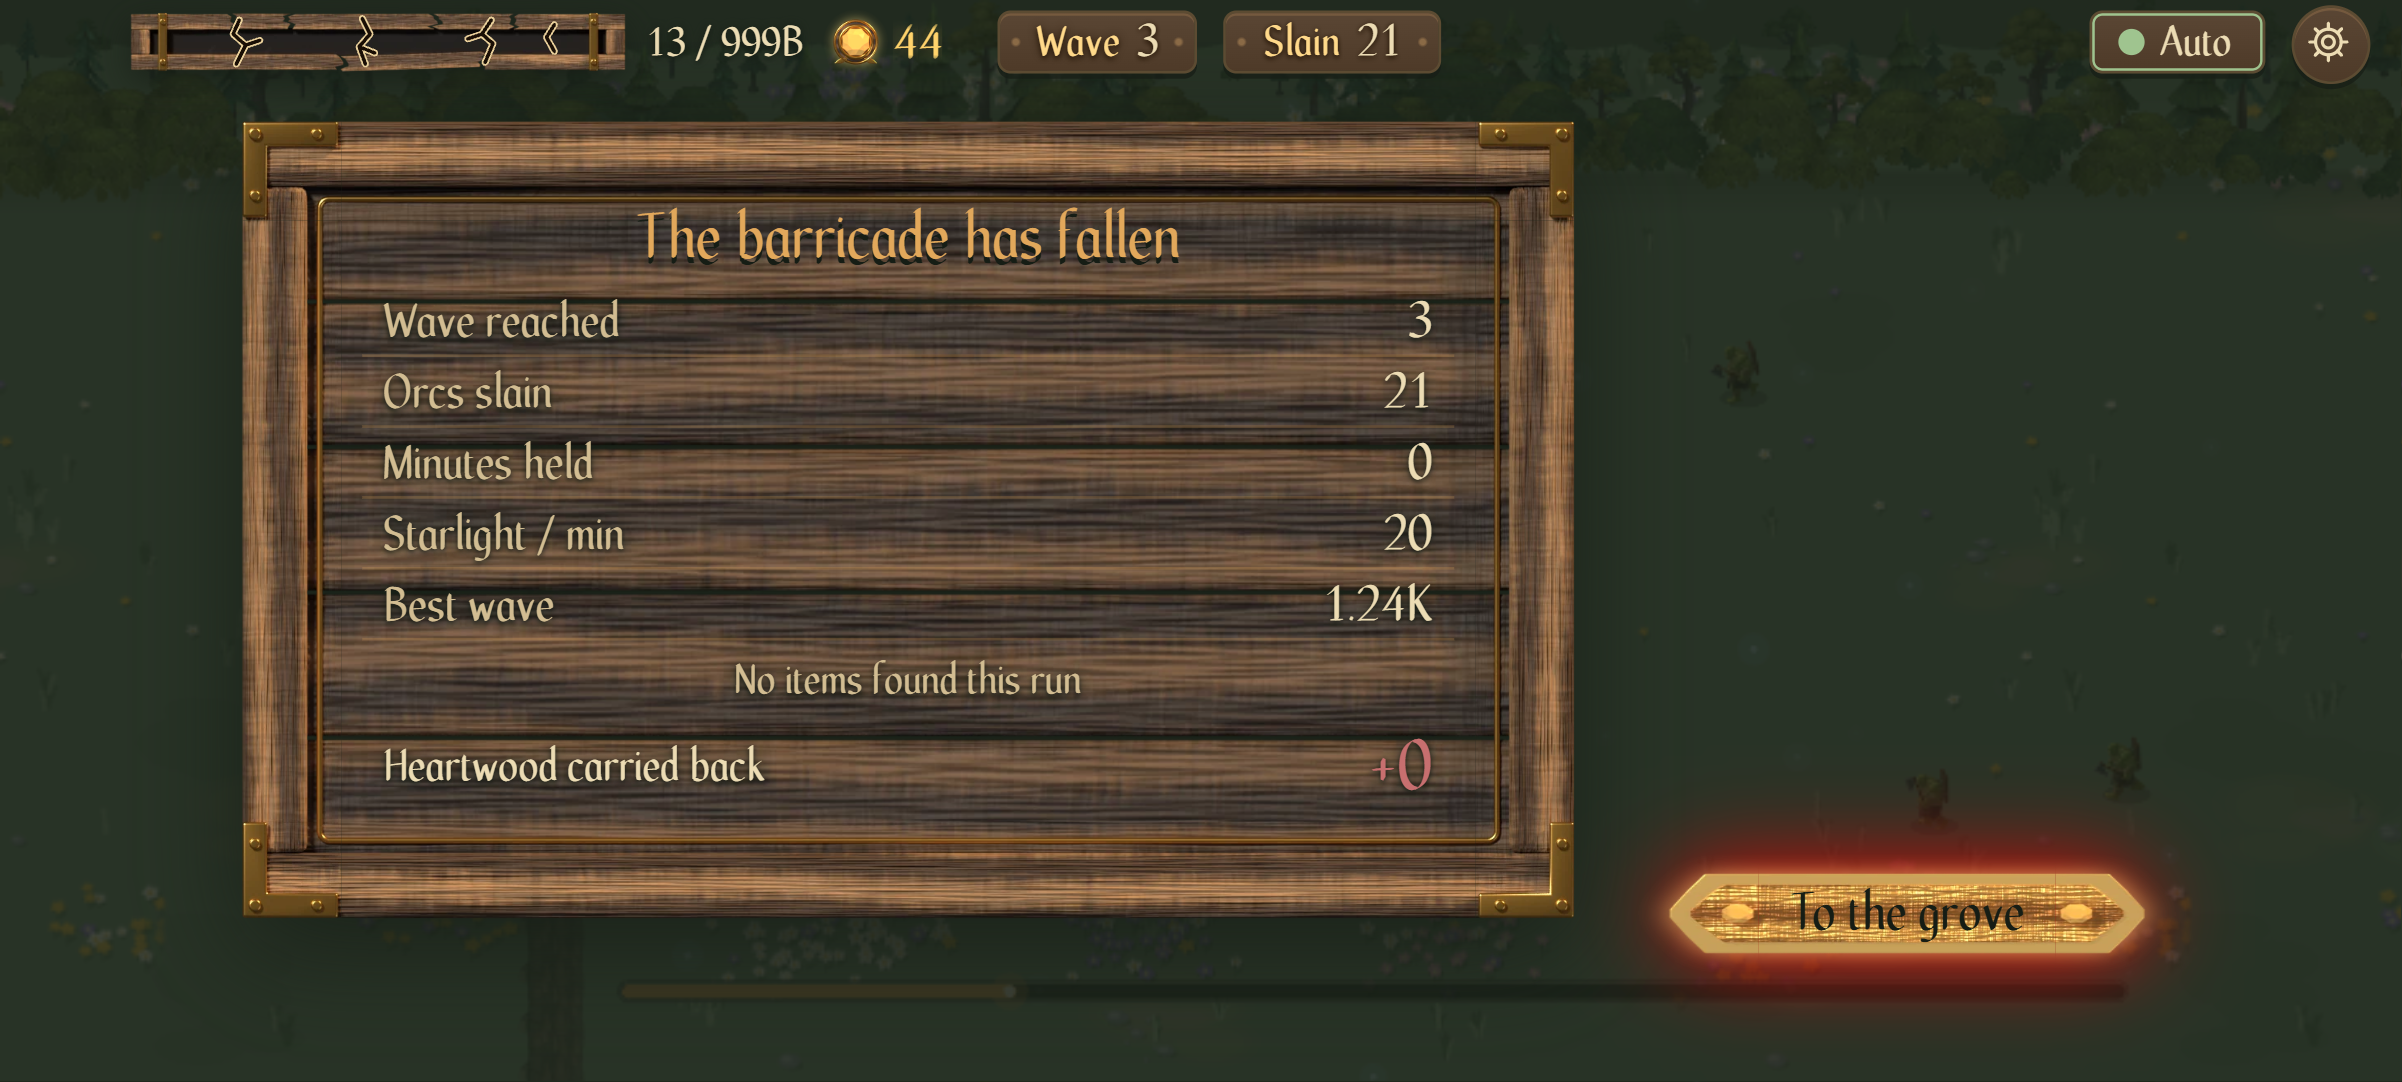 13 / 999B 44 Wave 3 Slain 21 Auto
The barricade has fallen
Wave reached 3
Orcs slain 21
Minutes held 0
Starlight / min 20
Best wave 1.24K
No items found this run
Heartwood carried back +0
To the grove